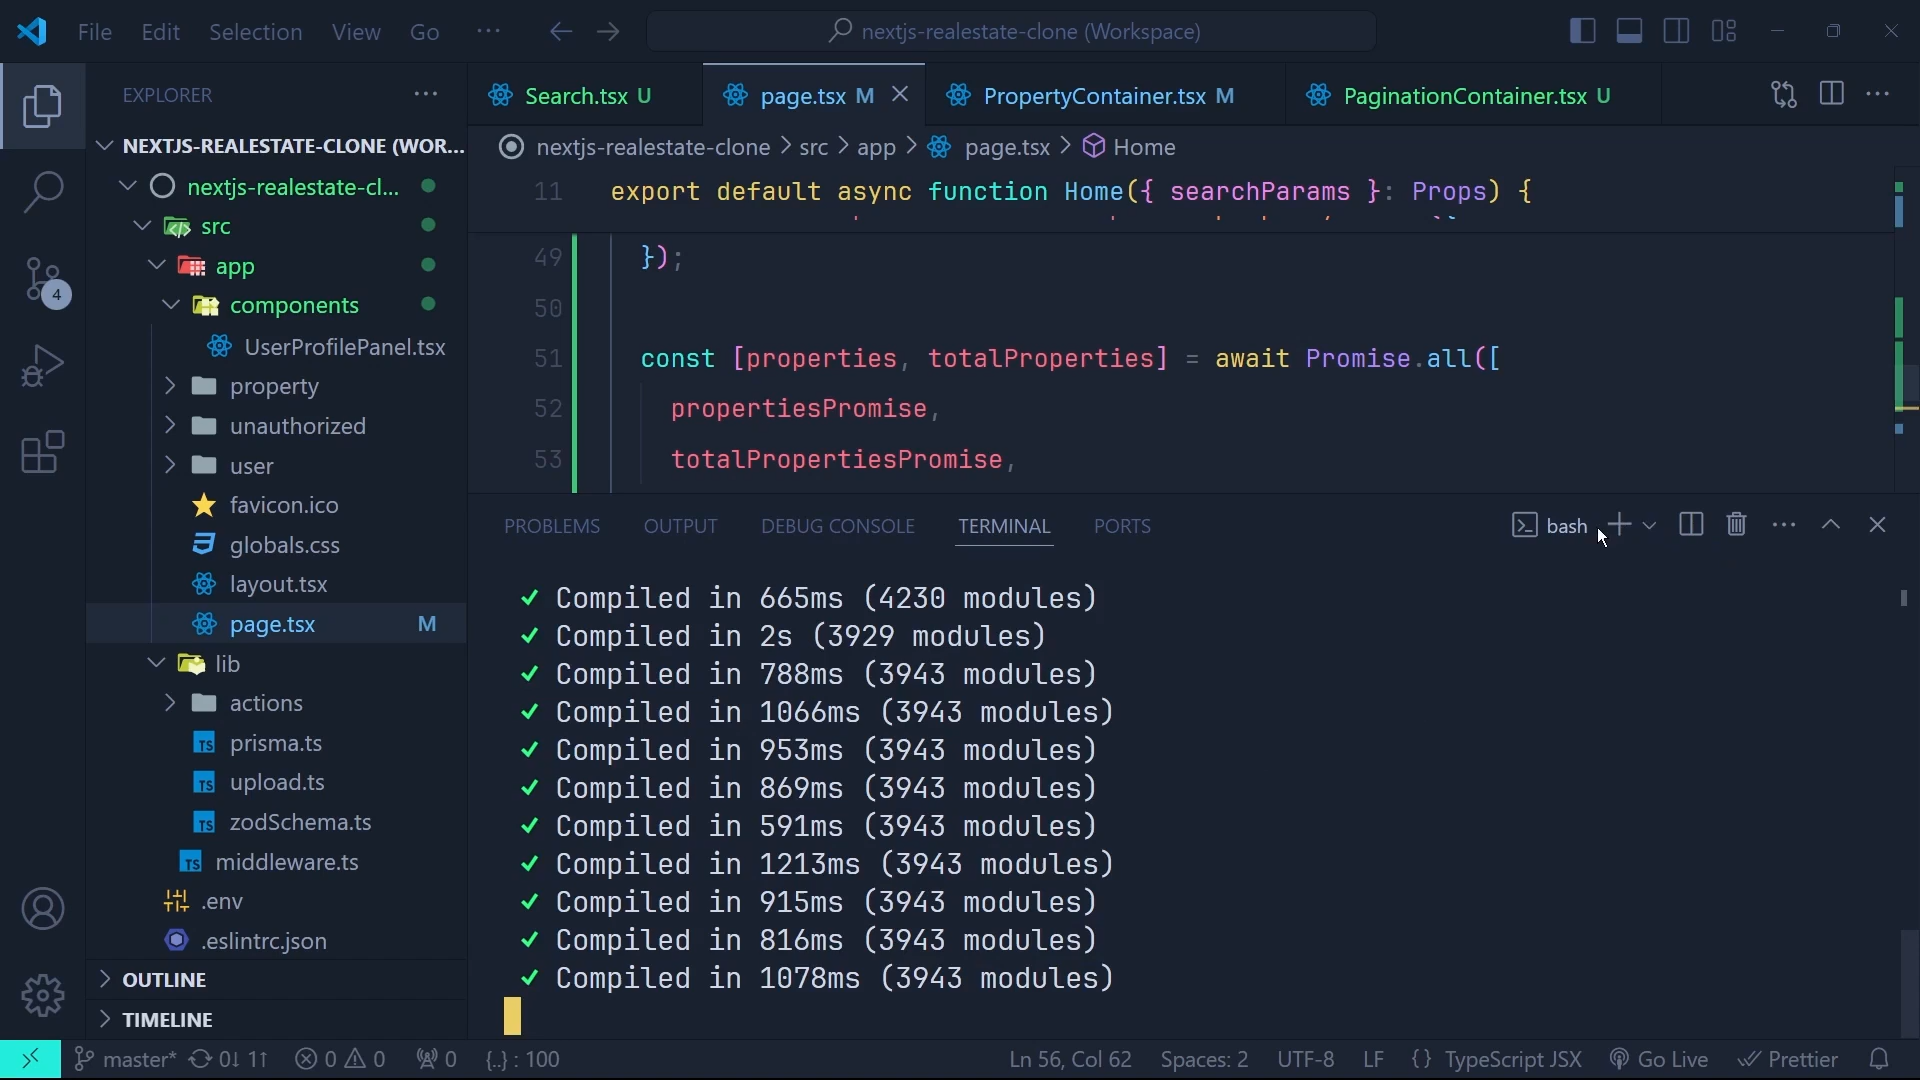 File Edit Selection View Go ··· nextjs-realestate-clone (Workspace)
EXPLORER ···
Search.tsx U page.tsx M PropertyContainer.tsx M PaginationContainer.tsx U
nextjs-realestate-clone > src > app > page.tsx > Home
NEXTJS-REALESTATE-CLONE (WOR...
nextjs-realestate-cl...
src
app
components
UserProfilePanel.tsx
property
unauthorized
user
favicon.ico
globals.css
layout.tsx
page.tsx M
lib
actions
prisma.ts
upload.ts
zodSchema.ts
middleware.ts
.env
.eslintrc.json
OUTLINE
TIMELINE
4
11 export default async function Home({ searchParams }: Props) {
49 });
50
51 const [properties, totalProperties] = await Promise.all([
52 propertiesPromise,
53 totalPropertiesPromise,
PROBLEMS OUTPUT DEBUG CONSOLE TERMINAL PORTS bash
✓ Compiled in 665ms (4230 modules)
✓ Compiled in 2s (3929 modules)
✓ Compiled in 788ms (3943 modules)
✓ Compiled in 1066ms (3943 modules)
✓ Compiled in 953ms (3943 modules)
✓ Compiled in 869ms (3943 modules)
✓ Compiled in 591ms (3943 modules)
✓ Compiled in 1213ms (3943 modules)
✓ Compiled in 915ms (3943 modules)
✓ Compiled in 816ms (3943 modules)
✓ Compiled in 1078ms (3943 modules)
master* 0↓ 1↑ 0 0 0 {..} : 100 Ln 56, Col 62 Spaces: 2 UTF-8 LF {} TypeScript JSX Go Live Prettier